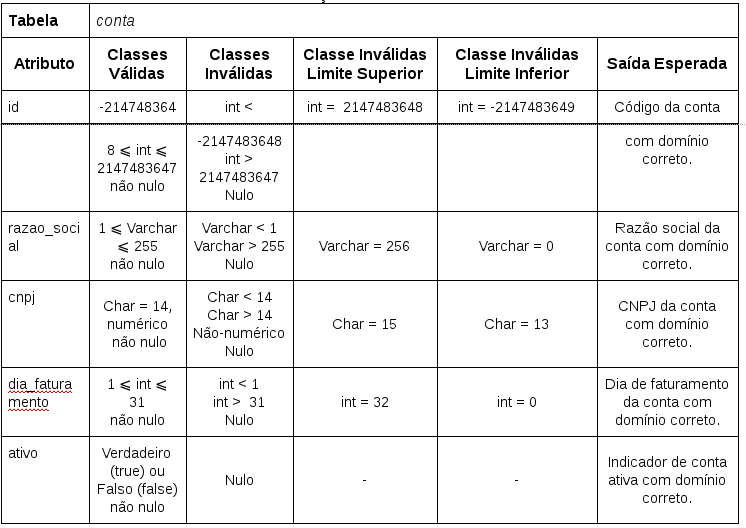 Tabela conta
Atributo Classes Válidas Classes Inválidas Classe Inválidas Limite Superior Classe Inválidas Limite Inferior Saída Esperada
id -214748364 int < int = 2147483648 int = -2147483649 Código da conta
8 ⩽ int ⩽ 2147483647 não nulo -2147483648 int > 2147483647 Nulo com domínio correto.
razao_soci al 1 ⩽ Varchar ⩽ 255 não nulo Varchar < 1 Varchar > 255 Nulo Varchar = 256 Varchar = 0 Razão social da conta com domínio correto.
cnpj Char = 14, numérico não nulo Char < 14 Char > 14 Não-numérico Nulo Char = 15 Char = 13 CNPJ da conta com domínio correto.
dia_fatura mento 1 ⩽ int ⩽ 31 não nulo int < 1 int > 31 Nulo int = 32 int = 0 Dia de faturamento da conta com domínio correto.
ativo Verdadeiro (true) ou Falso (false) não nulo Nulo - - Indicador de conta ativa com domínio correto.